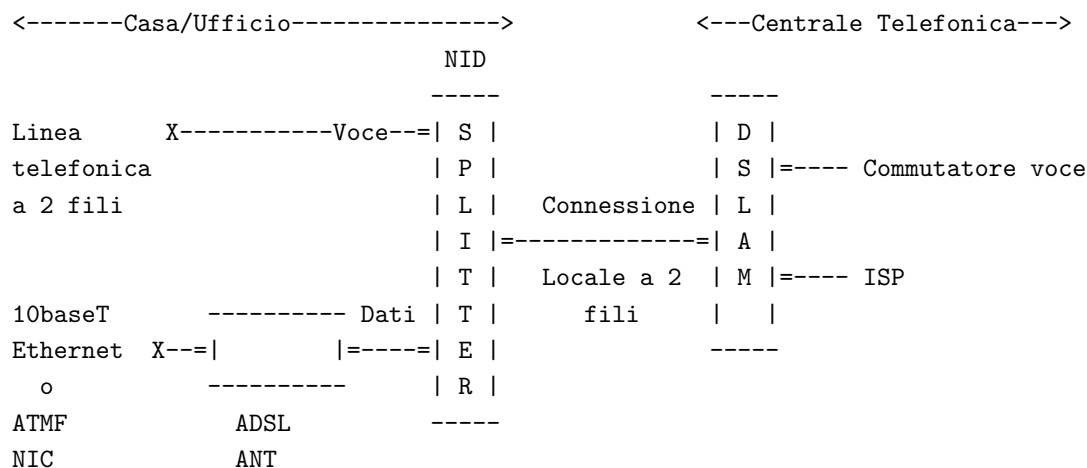 <-------Casa/Ufficio---------------> <---Centrale Telefonica--->
NID
----- -----
Linea X-----------Voce--=| S | | D |
telefonica | P | | S |=---- Commutatore voce
a 2 fili | L | Connessione | L |
| I |=--------------=| A |
| T | Locale a 2 | M |=---- ISP
10baseT ---------- Dati | T | fili | |
Ethernet X--=| |=----=| E | -----
o ---------- | R |
ATMF ADSL -----
NIC ANT